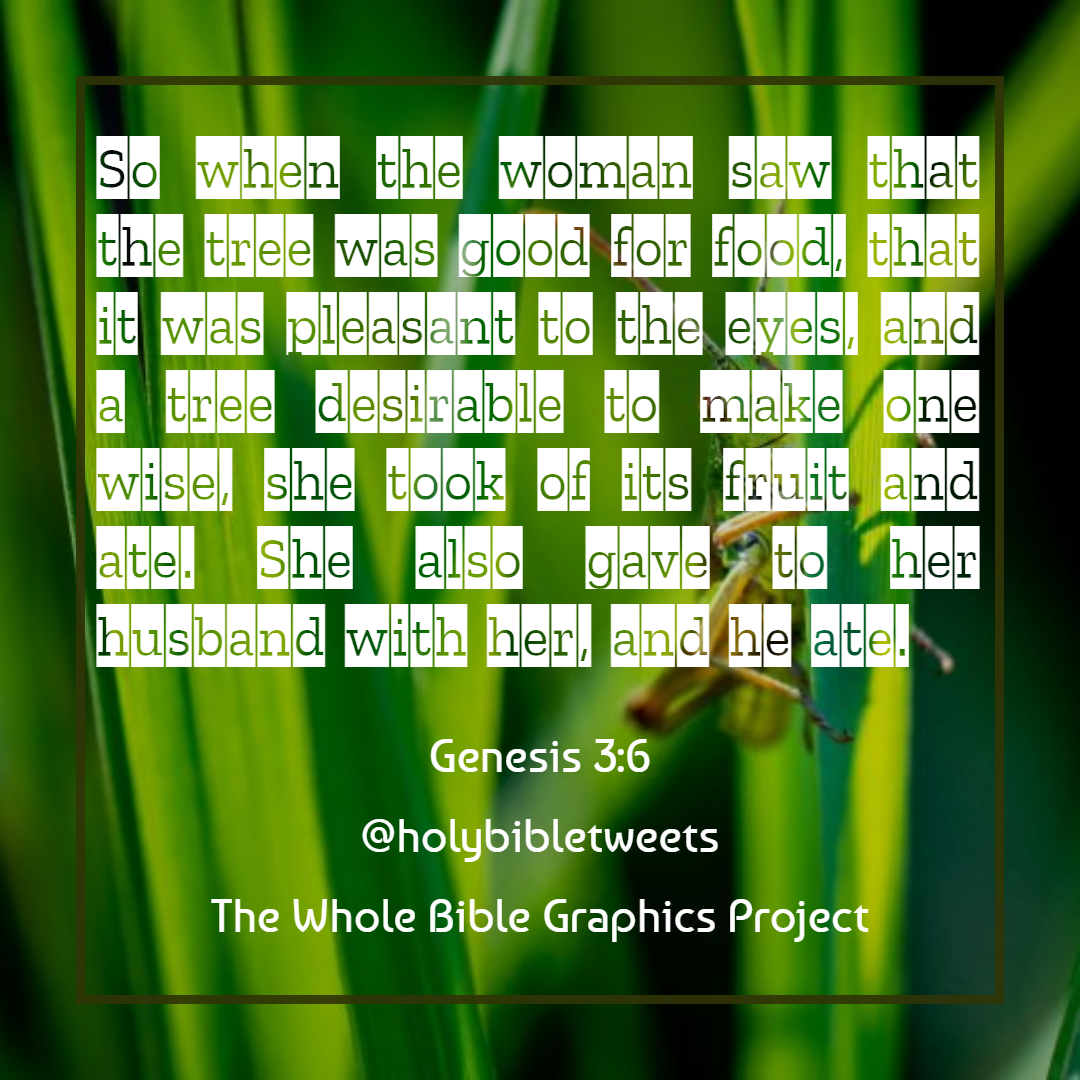 So when the woman saw that
the tree was good for food, that
it was pleasant to the eyes, and
a tree desirable to make one
wise, she took of its fruit and
ate. She also gave to her
husband with her, and he ate.
Genesis 3:6
@holybibletweets
The Whole Bible Graphics Project